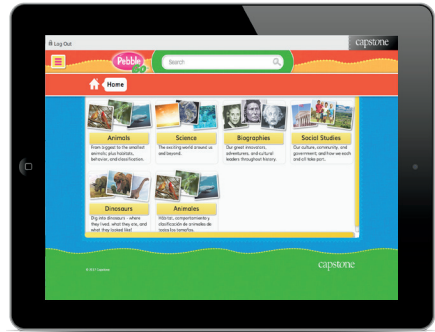 Log Out
capstone
Pebble
GO
Search
Home
Animals
From biggest to the smallest
animals; plus habitats,
behavior, and classification.
Science
The exciting world around us
and beyond.
Biographies
Our great innovators,
adventurers, and cultural
leaders throughout history.
Social Studies
Our culture, community, and
government, and how we each
and all take part.
Dinosaurs
Dig into dinosaurs - where
they lived, what they ate, and
what they looked like!
Animales
Hábitat, comportamiento y
clasificación de animales de
todos los tamaños.
capstone